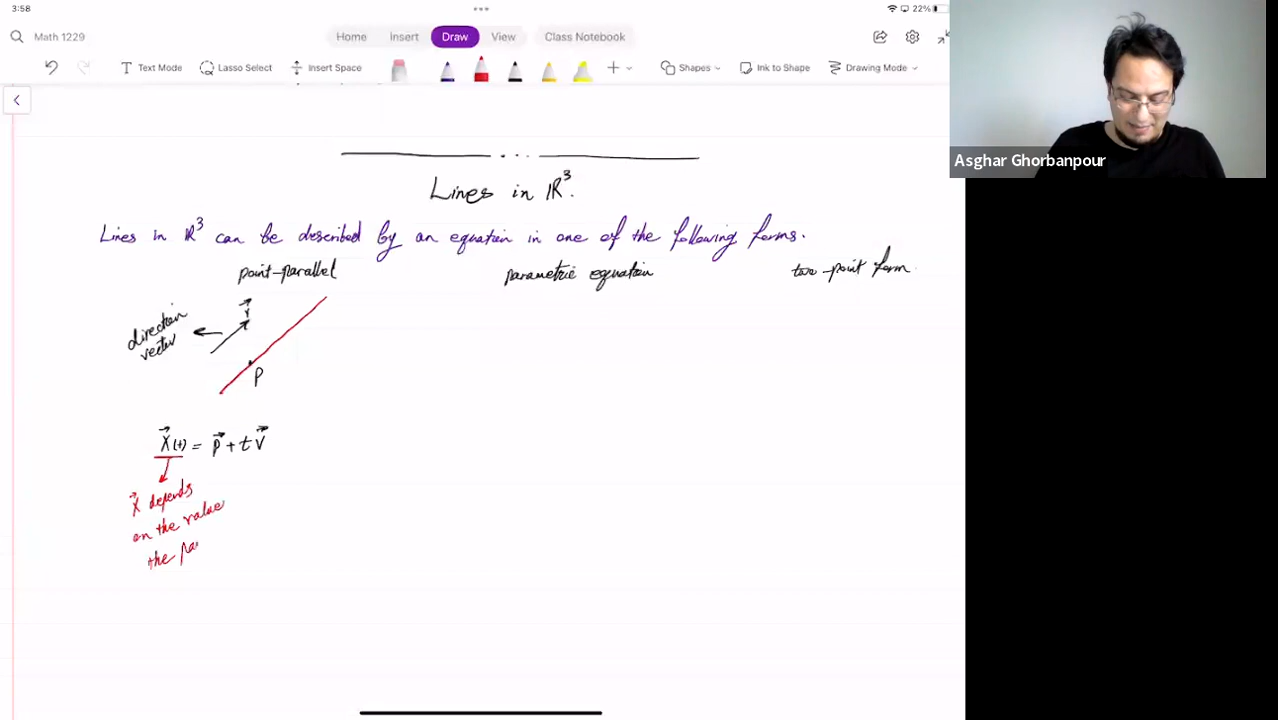 3:58
22%
Math 1229
Home Insert Draw View Class Notebook
Text Mode Lasso Select Insert Space Shapes Ink to Shape Drawing Mode
Asghar Ghorbanpour
Lines in ℝ³.
Lines in ℝ³ can be described by an equation in one of the following forms.
point-parallel parametric equation two-point form.
direction
vector
v⃗
P
X⃗(t) = P⃗ + t v⃗
X⃗ depends
on the value
the pa